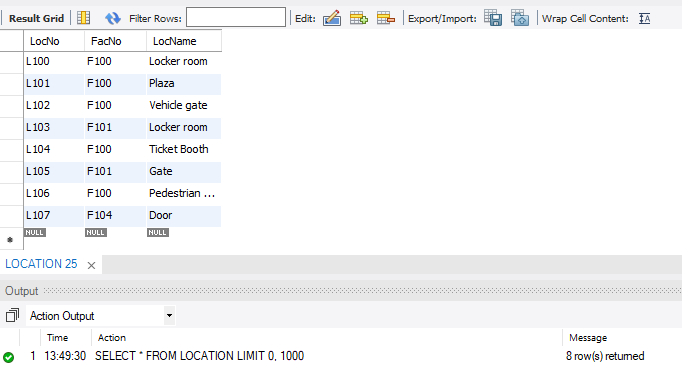 Result Grid Filter Rows: Edit: Export/Import: Wrap Cell Content:
LocNo FacNo LocName
L100 F100 Locker room
L101 F100 Plaza
L102 F100 Vehicle gate
L103 F101 Locker room
L104 F100 Ticket Booth
L105 F101 Gate
L106 F100 Pedestrian ...
L107 F104 Door
NULL NULL NULL
LOCATION 25
Output
Action Output
Time Action Message
1 13:49:30 SELECT * FROM LOCATION LIMIT 0, 1000 8 row(s) returned